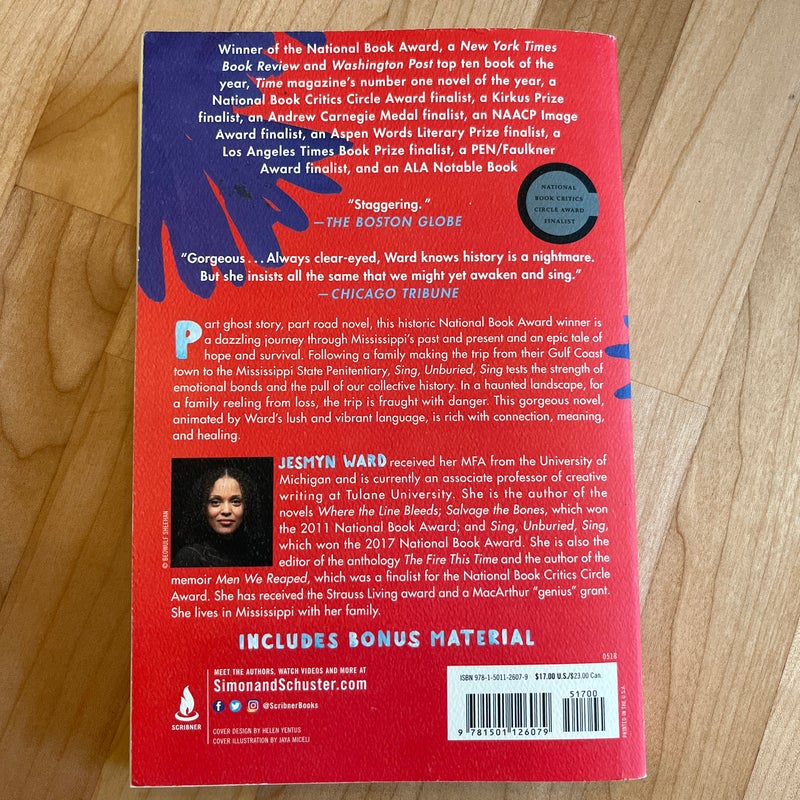 Winner of the National Book Award, a New York Times
Book Review and Washington Post top ten book of the
year, Time magazine's number one novel of the year, a
National Book Critics Circle Award finalist, a Kirkus Prize
finalist, an Andrew Carnegie Medal finalist, an NAACP Image
Award finalist, an Aspen Words Literary Prize finalist, a
Los Angeles Times Book Prize finalist, a PEN/Faulkner
Award finalist, and an ALA Notable Book
NATIONAL
BOOK CRITICS
CIRCLE AWARD
FINALIST
“Staggering.”
—THE BOSTON GLOBE
“Gorgeous . . . Always clear-eyed, Ward knows history is a nightmare.
But she insists all the same that we might yet awaken and sing.”
—CHICAGO TRIBUNE
Part ghost story, part road novel, this historic National Book Award winner is
a dazzling journey through Mississippi's past and present and an epic tale of
hope and survival. Following a family making the trip from their Gulf Coast
town to the Mississippi State Penitentiary, Sing, Unburied, Sing tests the strength of
emotional bonds and the pull of our collective history. In a haunted landscape, for
a family reeling from loss, the trip is fraught with danger. This gorgeous novel,
animated by Ward's lush and vibrant language, is rich with connection, meaning,
and healing.
© BEOWULF SHEEHAN
JESMYN WARD received her MFA from the University of
Michigan and is currently an associate professor of creative
writing at Tulane University. She is the author of the
novels Where the Line Bleeds; Salvage the Bones, which won
the 2011 National Book Award; and Sing, Unburied, Sing,
which won the 2017 National Book Award. She is also the
editor of the anthology The Fire This Time and the author of the
memoir Men We Reaped, which was a finalist for the National Book Critics Circle
Award. She has received the Strauss Living award and a MacArthur “genius” grant.
She lives in Mississippi with her family.
INCLUDES BONUS MATERIAL
0518
MEET THE AUTHORS, WATCH VIDEOS AND MORE AT
SimonandSchuster.com
@ScribnerBooks
SCRIBNER
COVER DESIGN BY HELEN YENTUS
COVER ILLUSTRATION BY JAYA MICELI
ISBN 978-1-5011-2607-9 $17.00 U.S./$23.00 Can.
51700
9 781501 126079
PRINTED IN THE U.S.A.